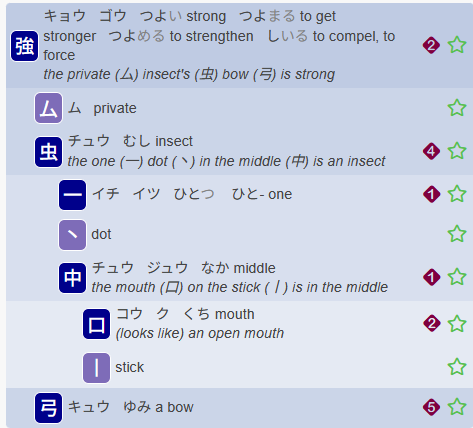 強 キョウ ゴウ つよい strong つよまる to get
stronger つよめる to strengthen しいる to compel, to
force
the private (厶) insect's (虫) bow (弓) is strong
2
厶 ム private
虫 チュウ むし insect
the one (一) dot (丶) in the middle (中) is an insect
4
一 イチ イツ ひとつ ひと- one
1
丶 dot
中 チュウ ジュウ なか middle
the mouth (口) on the stick (丨) is in the middle
1
口 コウ ク くち mouth
(looks like) an open mouth
2
丨 stick
弓 キュウ ゆみ a bow
5